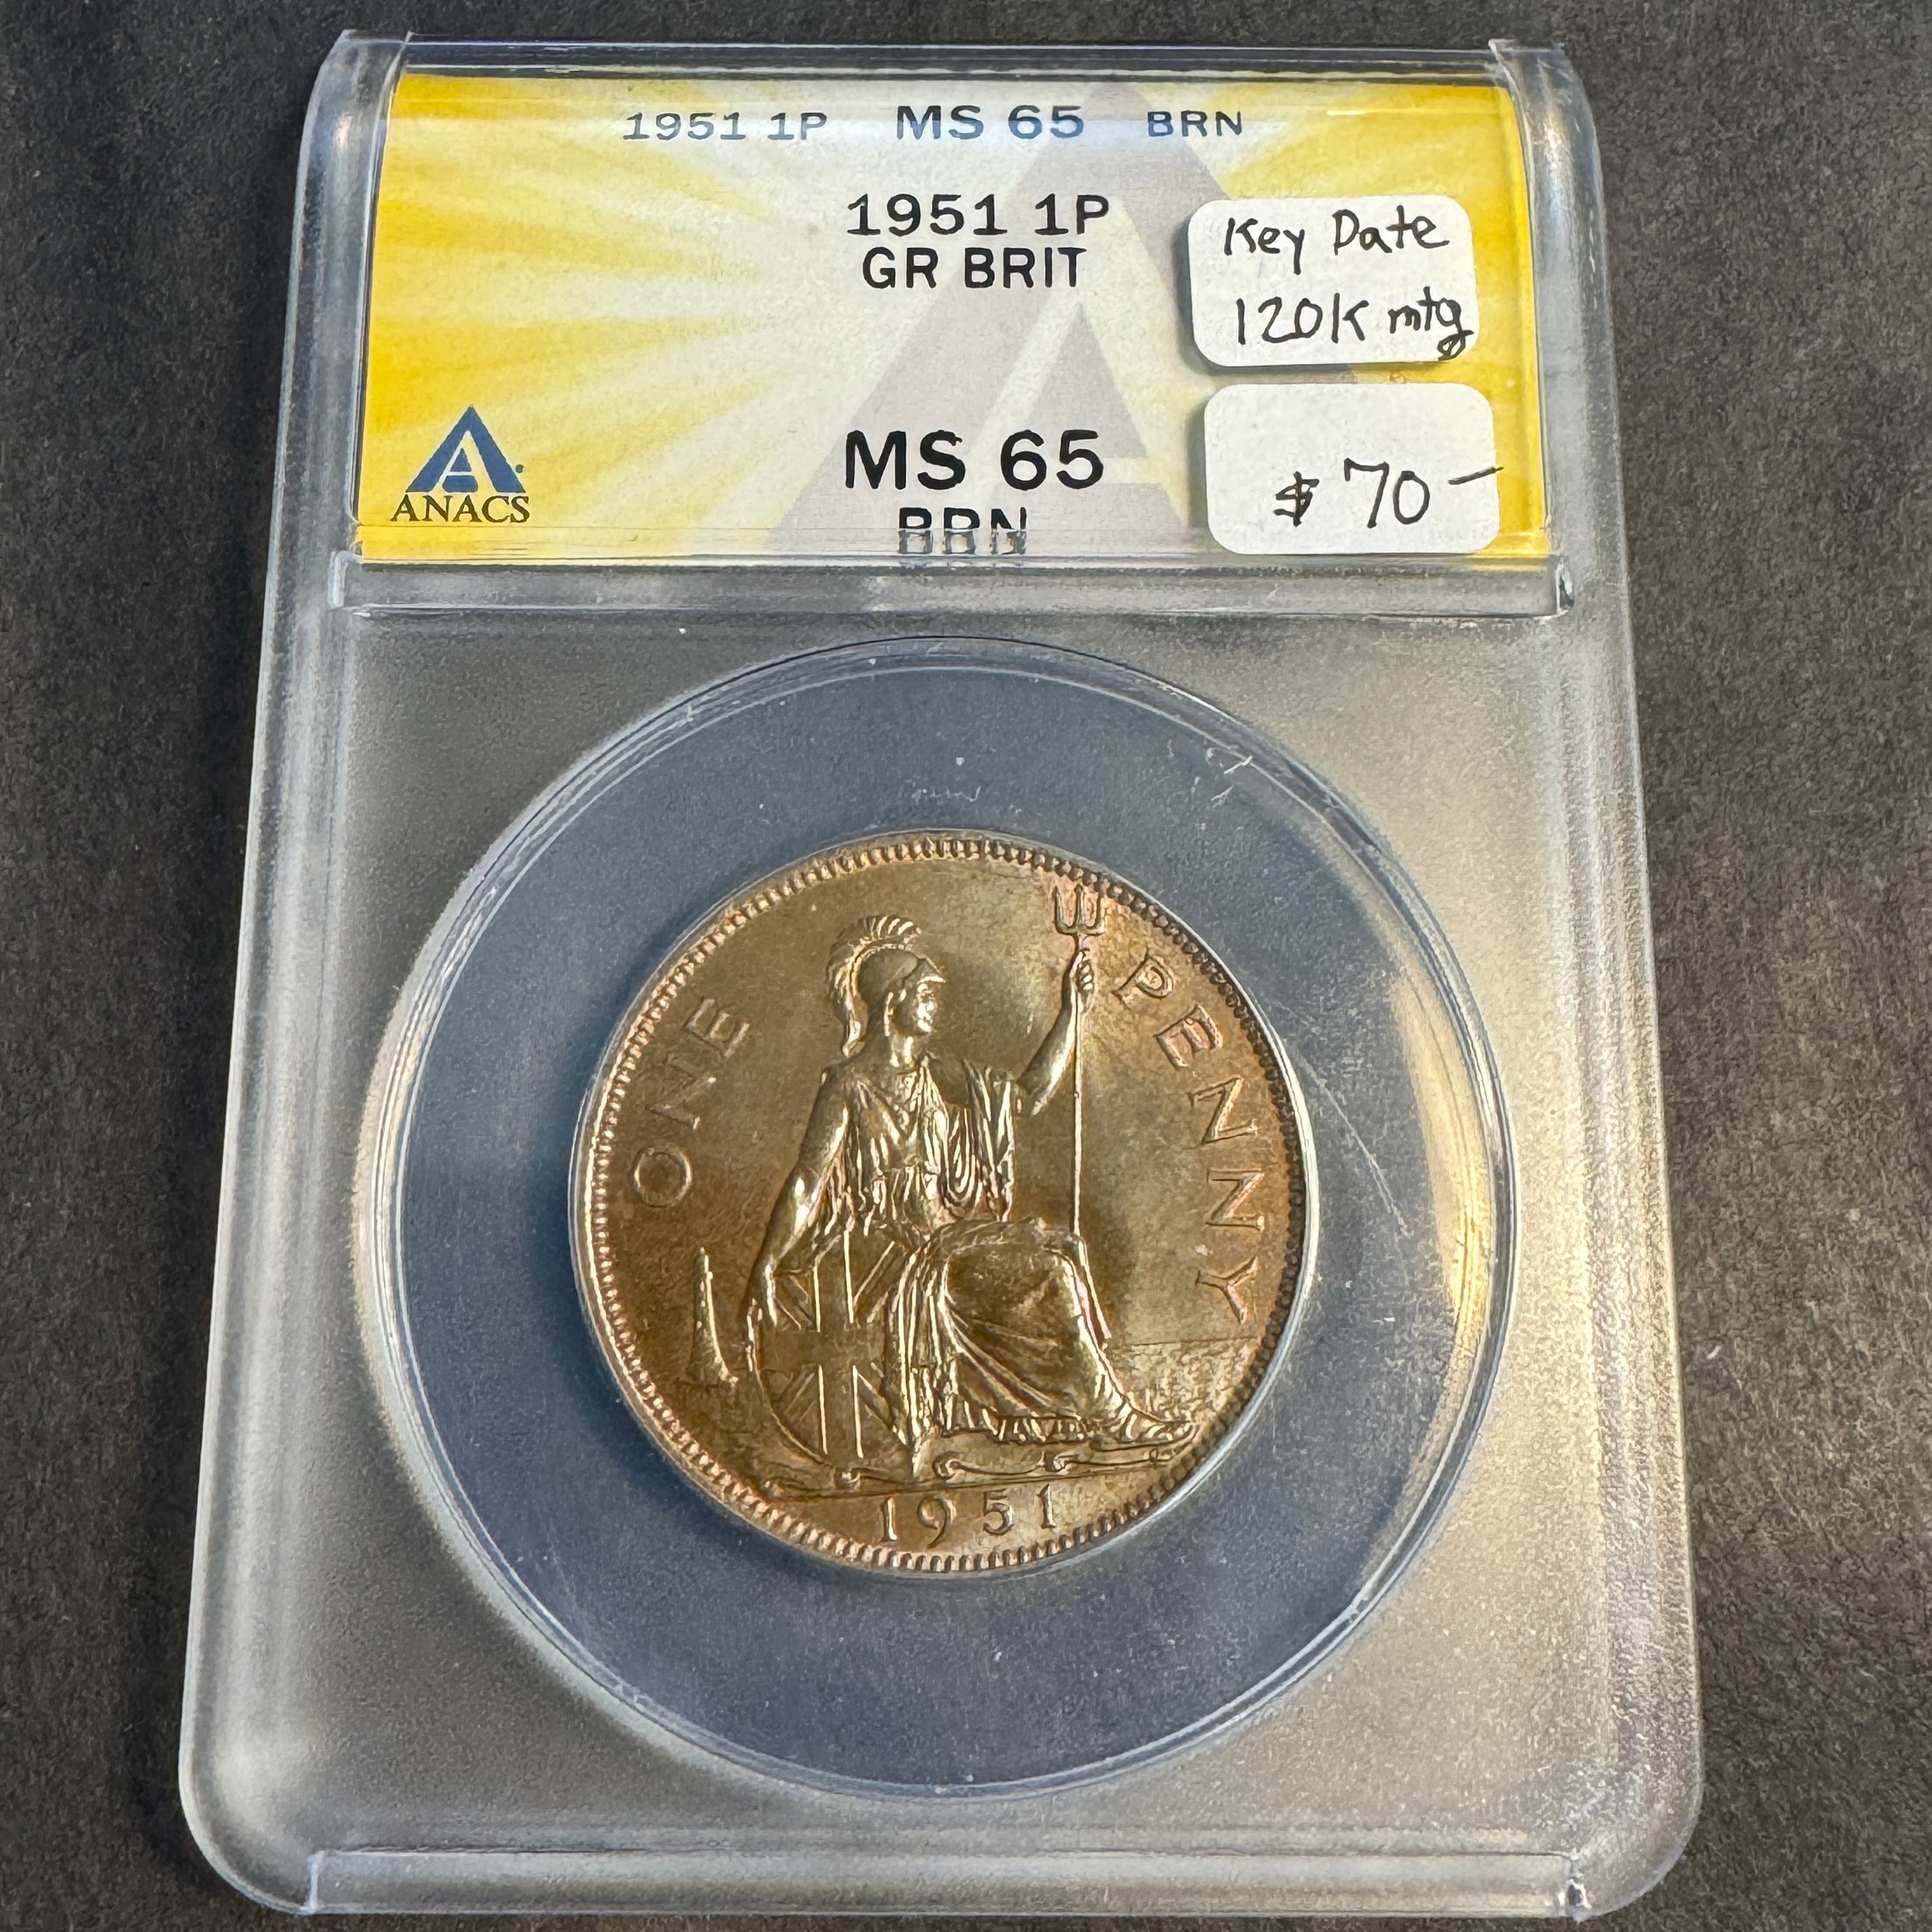 1951 1P MS 65 BRN
1951 1P
GR BRIT
Key Date
120K mtg
ANACS
MS 65
BRN
$70-
ONE PENNY
1951